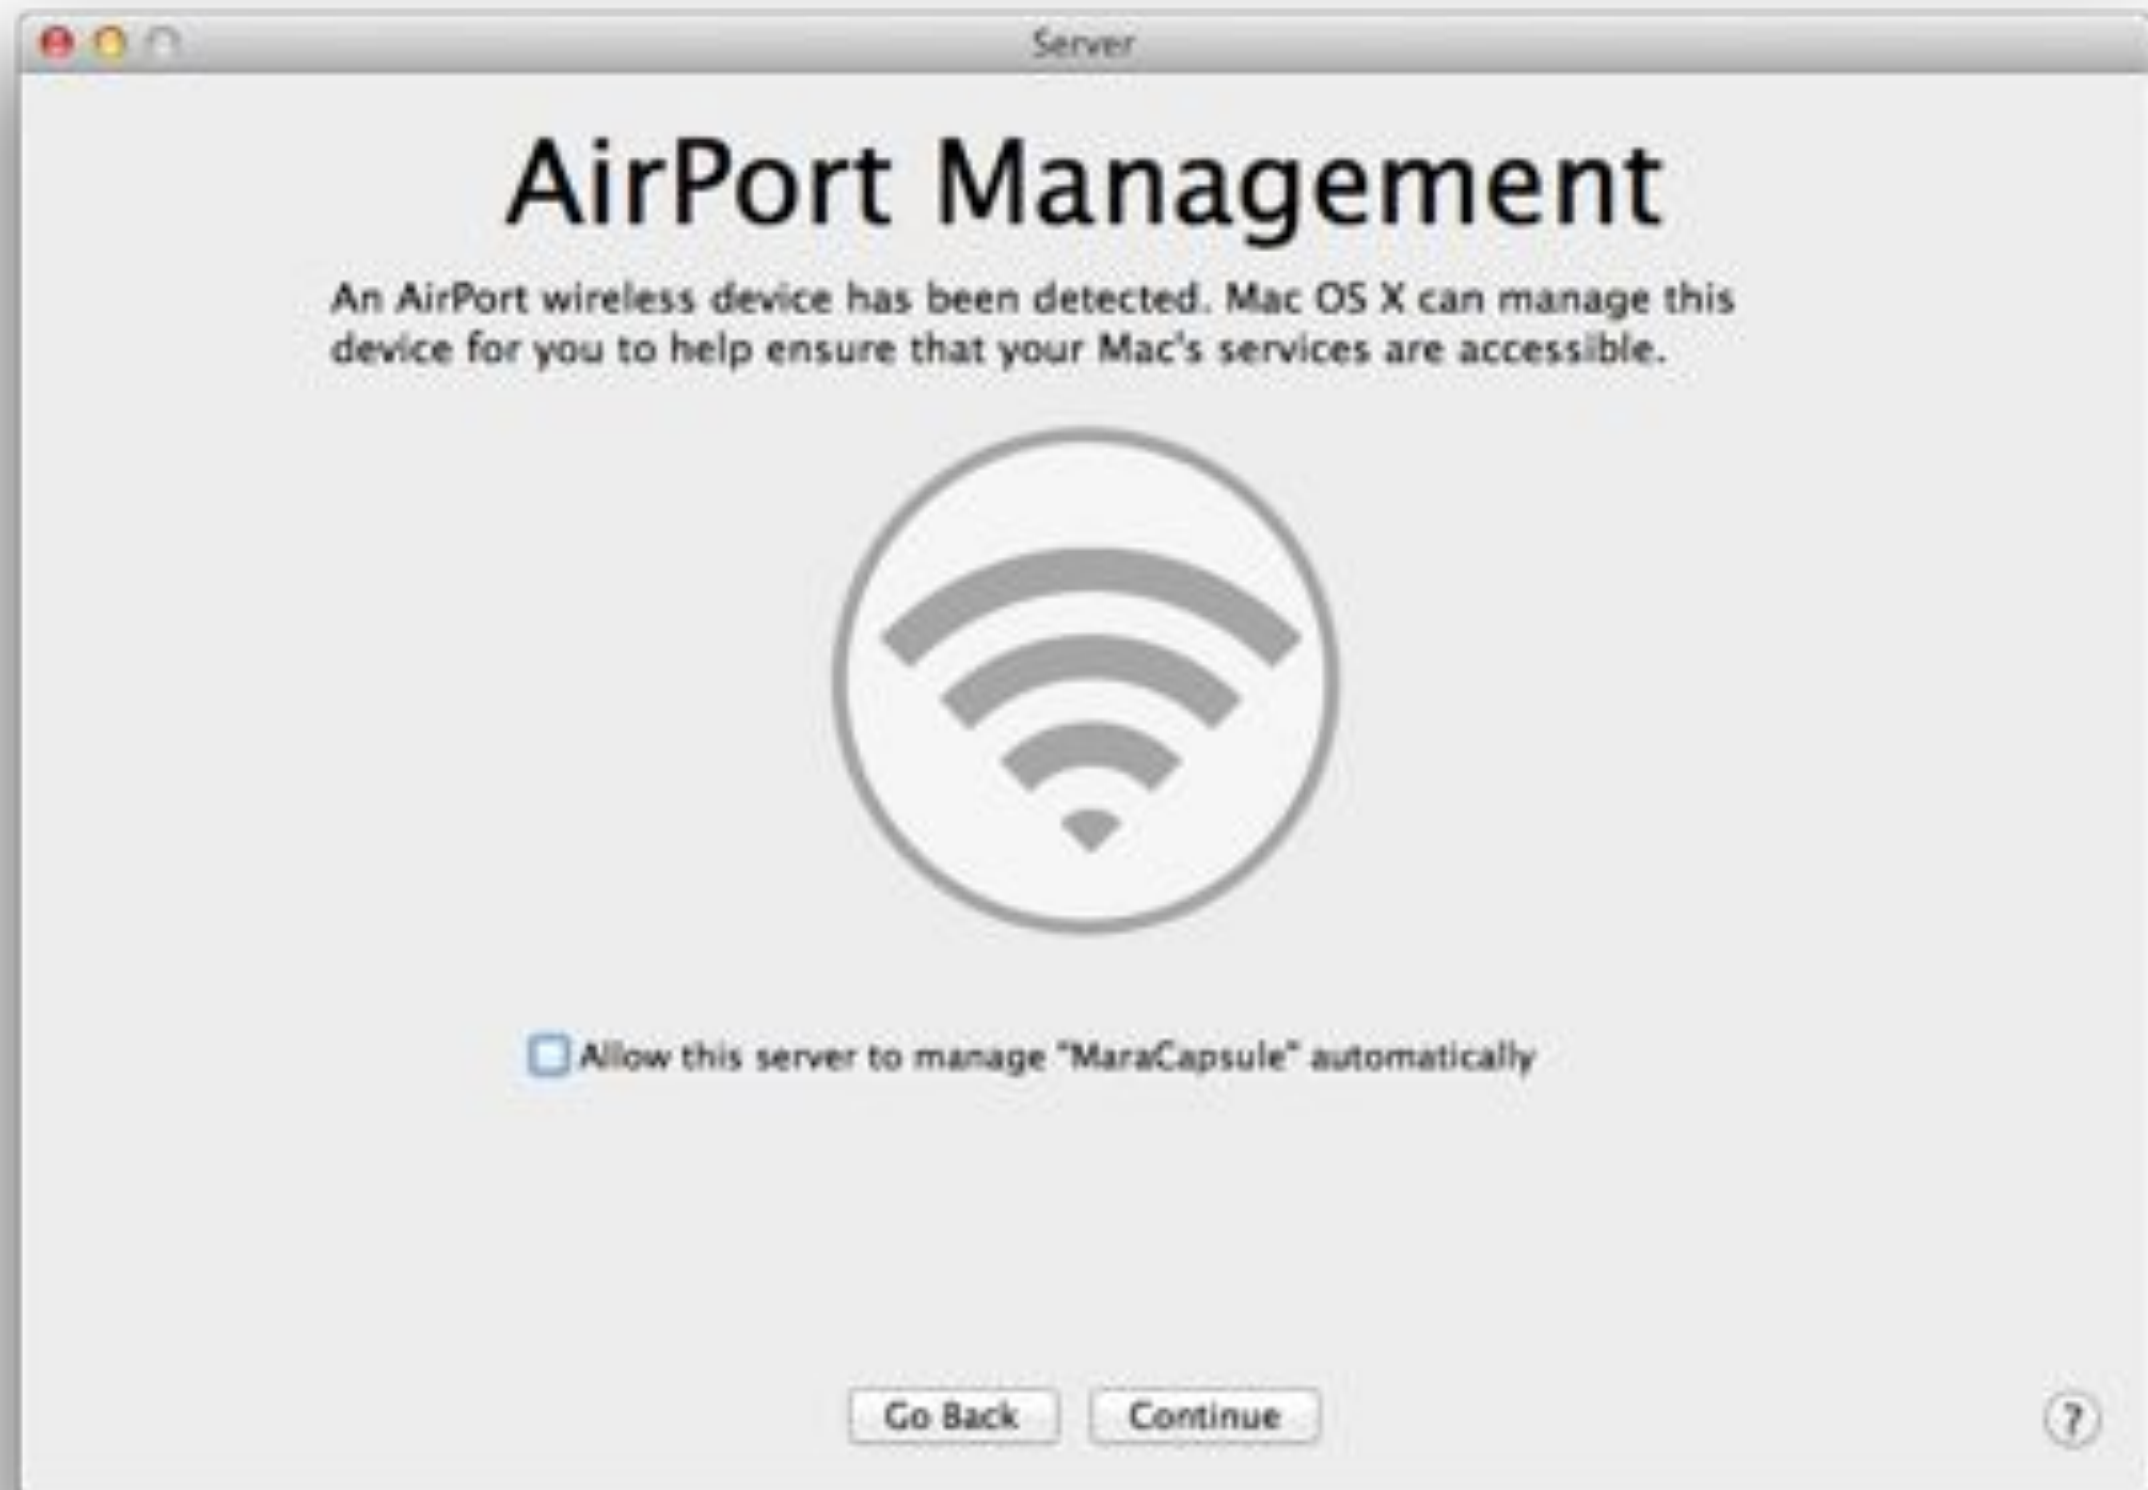 Server
AirPort Management
An AirPort wireless device has been detected. Mac OS X can manage this
device for you to help ensure that your Mac's services are accessible.
Allow this server to manage "MaraCapsule" automatically
Go Back
Continue
?